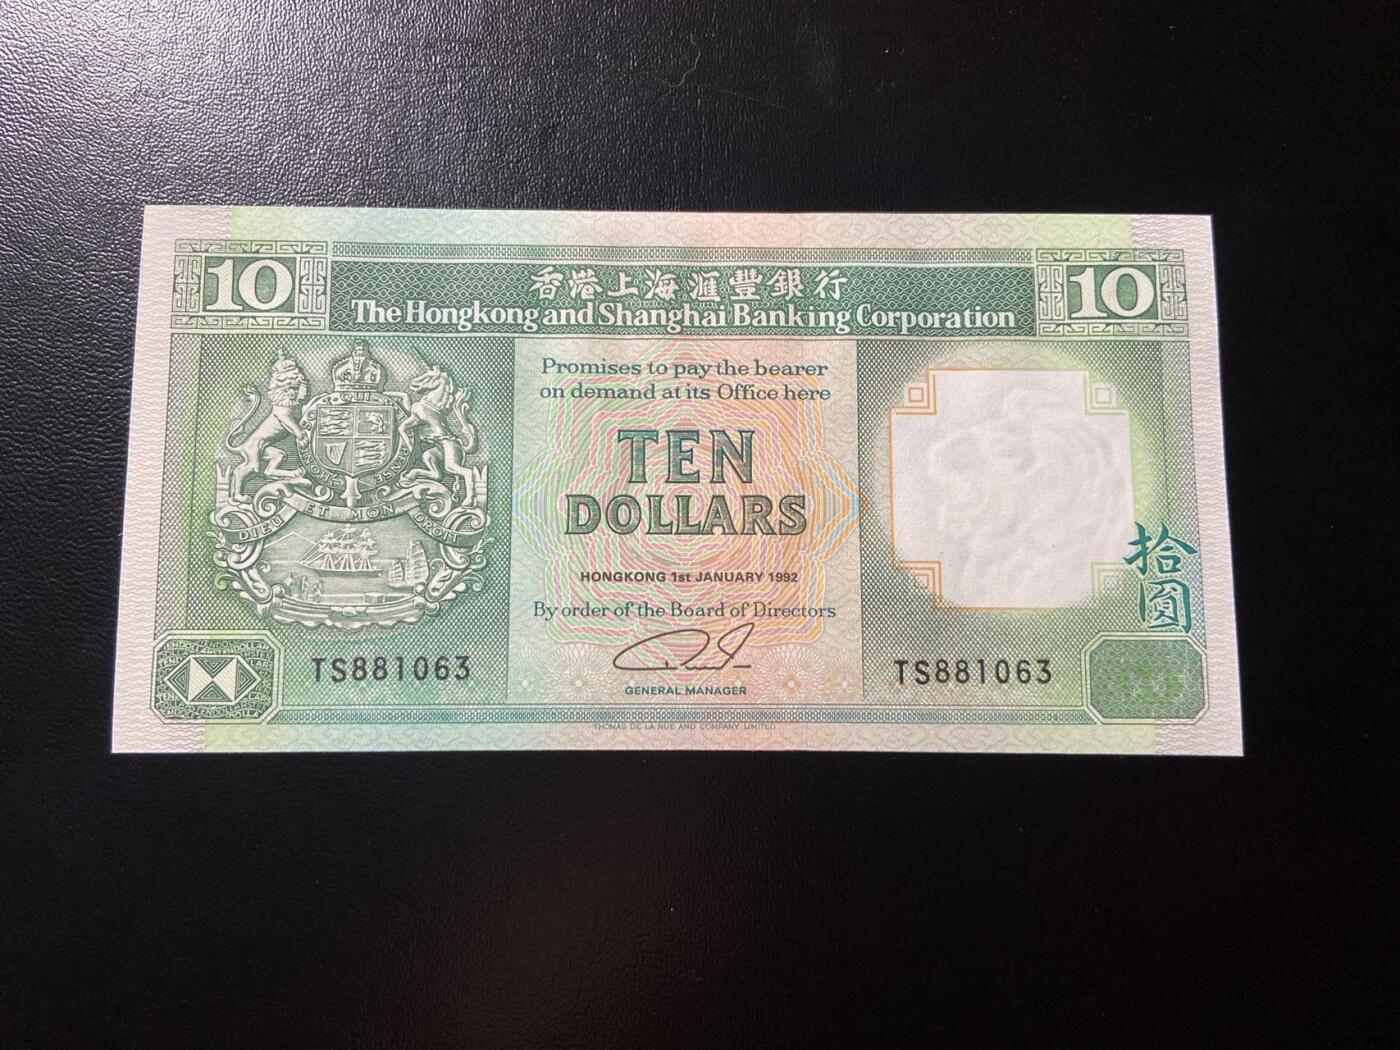 10
香港上海滙豐銀行
10
The Hongkong and Shanghai Banking Corporation
Promises to pay the bearer
on demand at its Office here
TEN
DOLLARS
HONGKONG 1st JANUARY 1992
By order of the Board of Directors
GENERAL MANAGER
QUI
DIEU ET MON DROIT
拾圓
TS881063
TS881063
THOMAS DE LA RUE AND COMPANY LIMITED